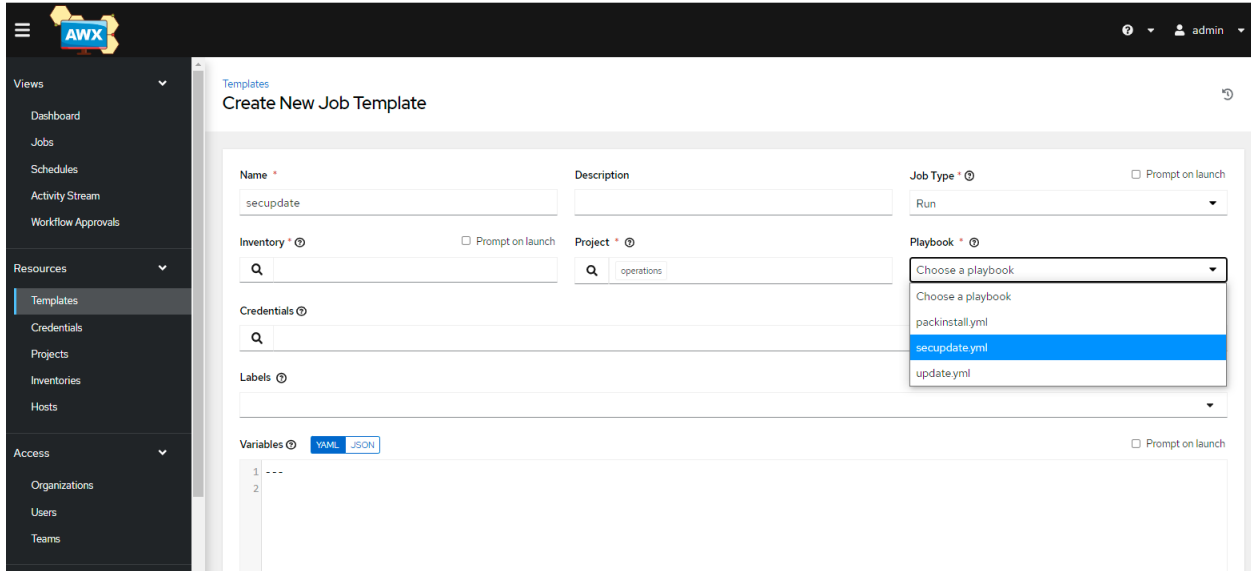 AWX
admin
Views
Dashboard
Jobs
Schedules
Activity Stream
Workflow Approvals
Resources
Templates
Credentials
Projects
Inventories
Hosts
Access
Organizations
Users
Teams
Templates
Create New Job Template
Name *
secupdate
Description
Job Type *
Prompt on launch
Run
Inventory *
Prompt on launch
Project *
operations
Playbook *
Choose a playbook
Choose a playbook
packinstall.yml
secupdate.yml
update.yml
Credentials
Labels
Variables
YAML JSON
Prompt on launch
1 ---
2